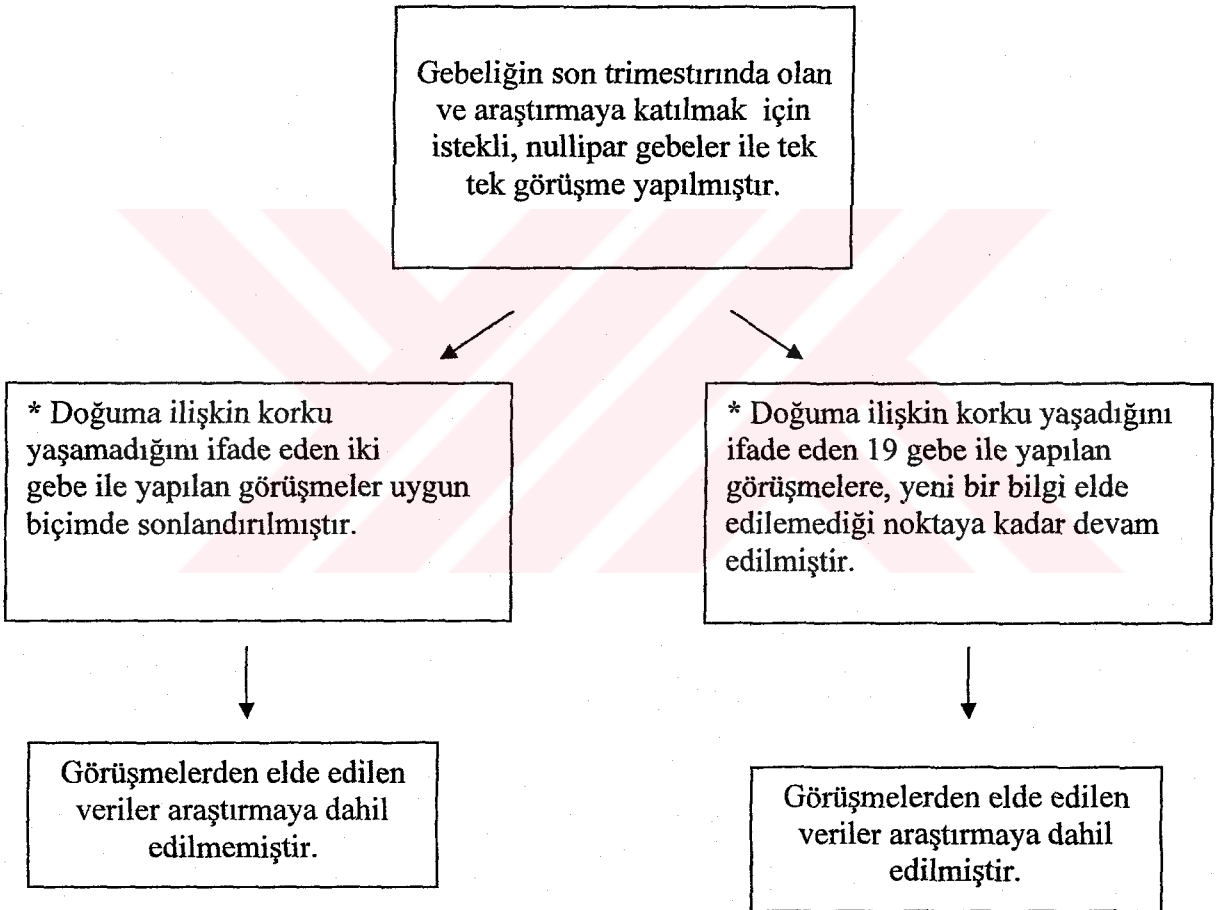 Gebeliğin son trimestırında olan
ve araştırmaya katılmak için
istekli, nullipar gebeler ile tek
tek görüşme yapılmıştır.
* Doğuma ilişkin korku
yaşamadığını ifade eden iki
gebe ile yapılan görüşmeler uygun
biçimde sonlandırılmıştır.
* Doğuma ilişkin korku yaşadığını
ifade eden 19 gebe ile yapılan
görüşmelere, yeni bir bilgi elde
edilemediği noktaya kadar devam
edilmiştir.
Görüşmelerden elde edilen
veriler araştırmaya dahil
edilmemiştir.
Görüşmelerden elde edilen
veriler araştırmaya dahil
edilmiştir.